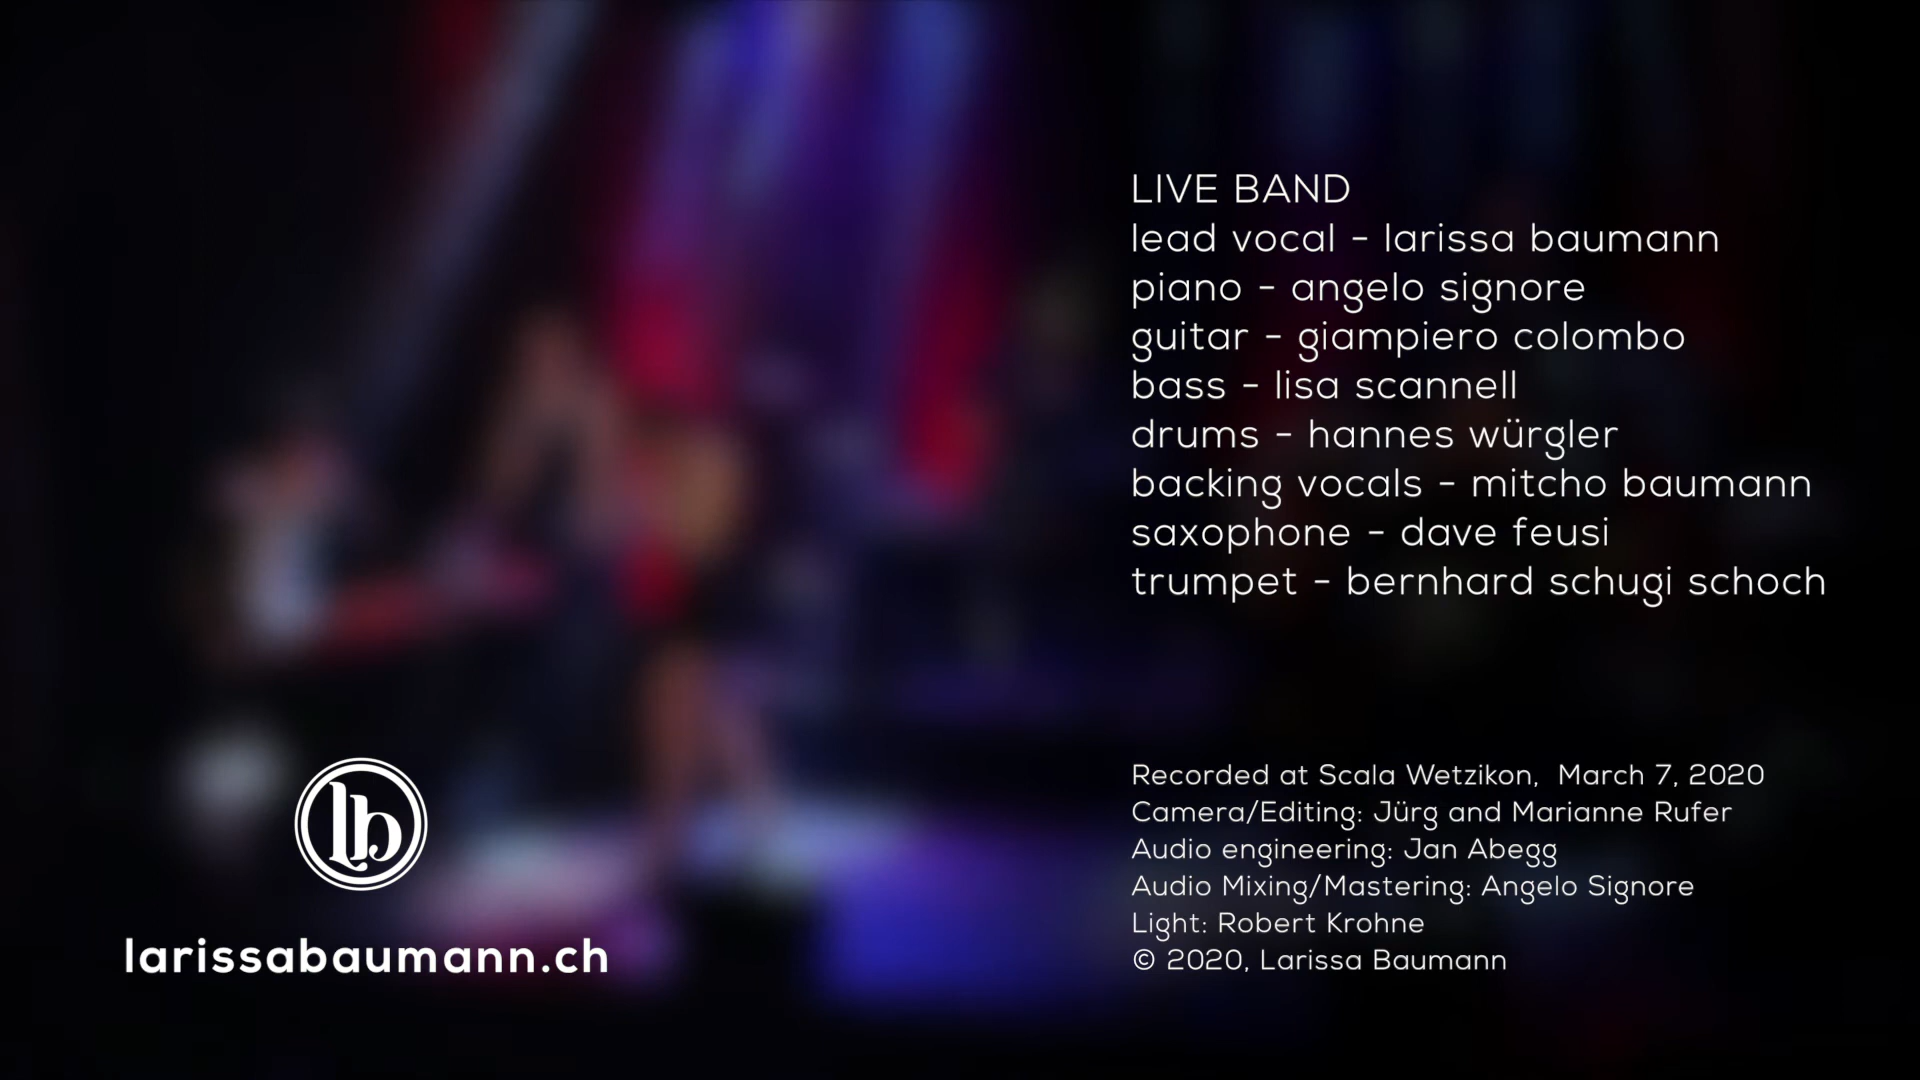 LIVE BAND
lead vocal - larissa baumann
piano - angelo signore
guitar - giampiero colombo
bass - lisa scannell
drums - hannes würgler
backing vocals - mitcho baumann
saxophone - dave feusi
trumpet - bernhard schugi schoch
Recorded at Scala Wetzikon, March 7, 2020
Camera/Editing: Jürg and Marianne Rufer
Audio engineering: Jan Abegg
Audio Mixing/Mastering: Angelo Signore
Light: Robert Krohne
© 2020, Larissa Baumann
lb
larissabaumann.ch